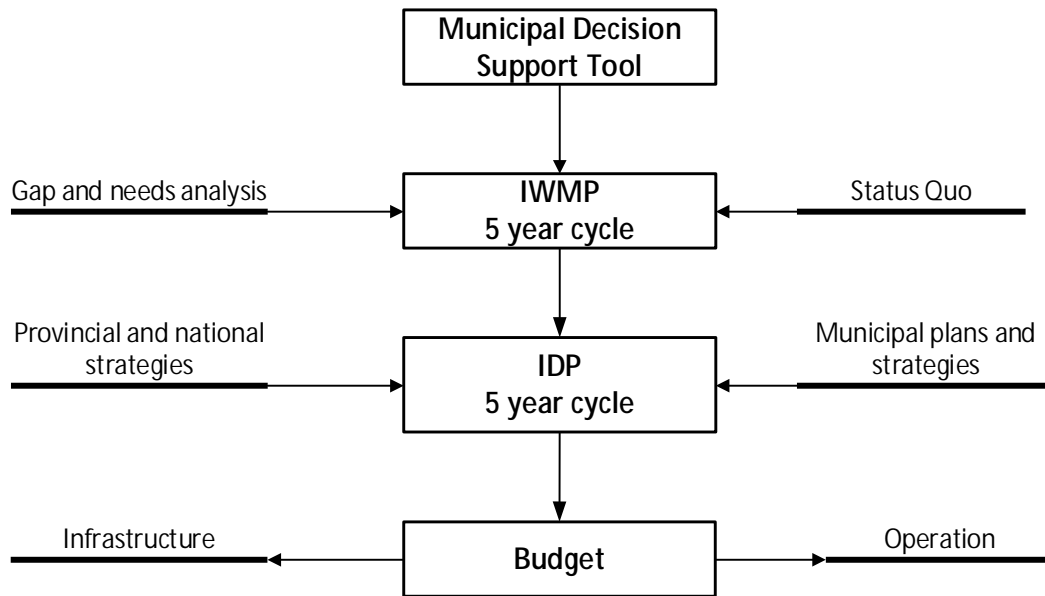 Municipal Decision
Support Tool
Gap and needs analysis
IWMP
5 year cycle
Status Quo
Provincial and national
strategies
IDP
5 year cycle
Municipal plans and
strategies
Infrastructure
Budget
Operation